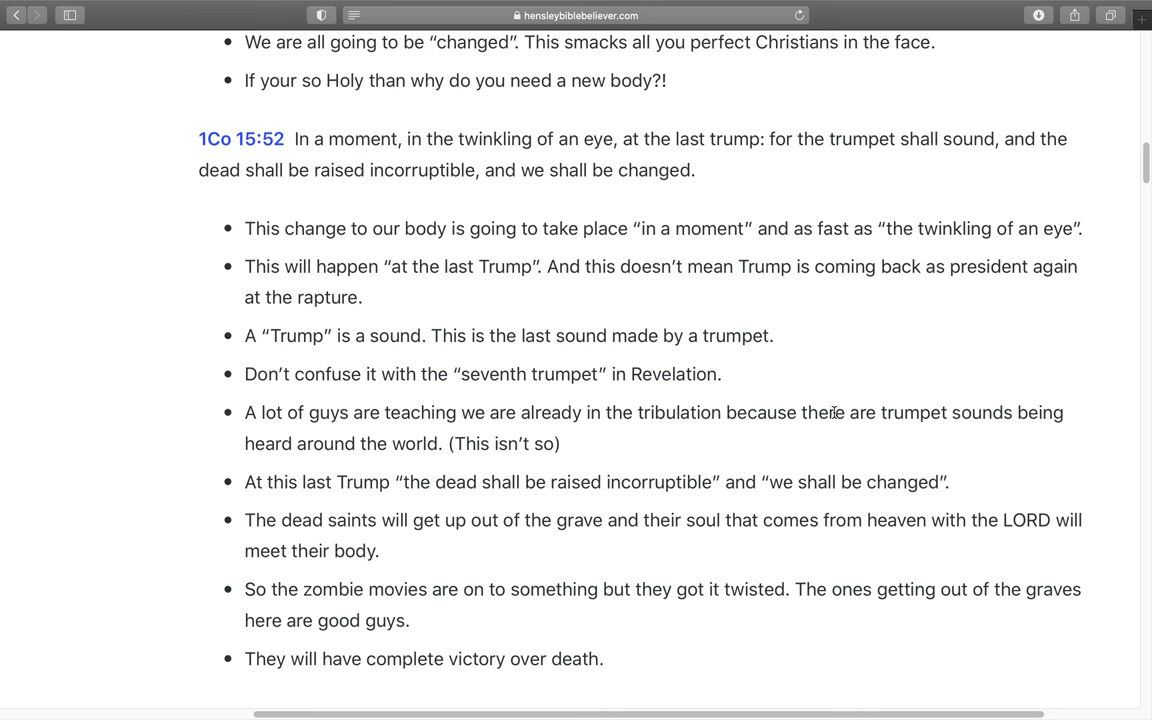 hensleybiblebeliever.com
• We are all going to be “changed”. This smacks all you perfect Christians in the face.
• If your so Holy than why do you need a new body?!
1Co 15:52 In a moment, in the twinkling of an eye, at the last trump: for the trumpet shall sound, and the
dead shall be raised incorruptible, and we shall be changed.
• This change to our body is going to take place “in a moment” and as fast as “the twinkling of an eye”.
• This will happen “at the last Trump”. And this doesn’t mean Trump is coming back as president again
at the rapture.
• A “Trump” is a sound. This is the last sound made by a trumpet.
• Don’t confuse it with the “seventh trumpet” in Revelation.
• A lot of guys are teaching we are already in the tribulation because there are trumpet sounds being
heard around the world. (This isn’t so)
• At this last Trump “the dead shall be raised incorruptible” and “we shall be changed”.
• The dead saints will get up out of the grave and their soul that comes from heaven with the LORD will
meet their body.
• So the zombie movies are on to something but they got it twisted. The ones getting out of the graves
here are good guys.
• They will have complete victory over death.